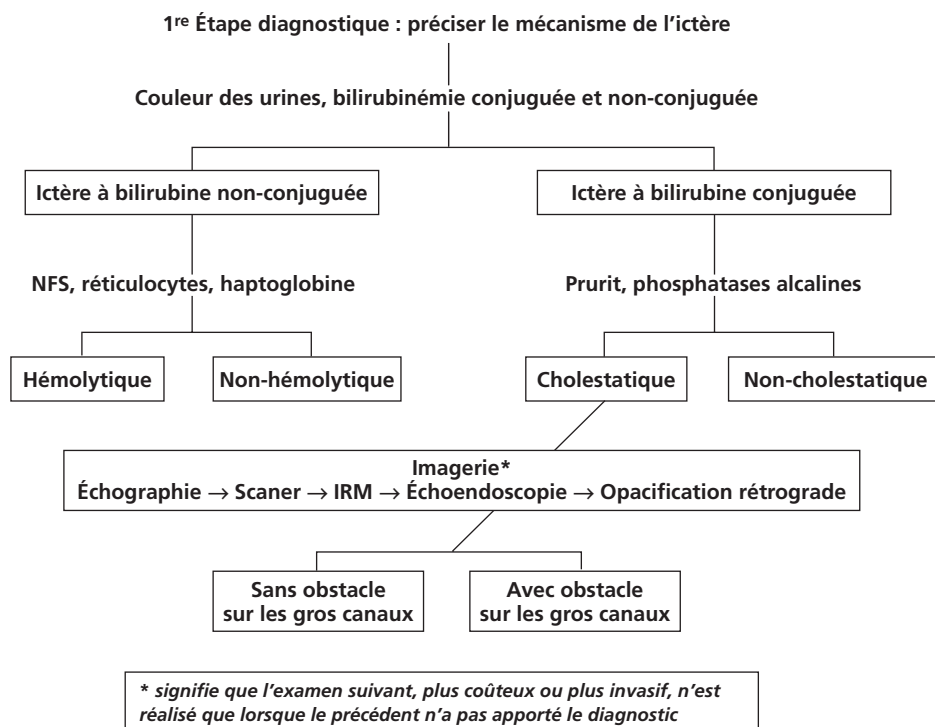 1re Étape diagnostique : préciser le mécanisme de l’ictère
Couleur des urines, bilirubinémie conjuguée et non-conjuguée
Ictère à bilirubine non-conjuguée
Ictère à bilirubine conjuguée
NFS, réticulocytes, haptoglobine
Prurit, phosphatases alcalines
Hémolytique
Non-hémolytique
Cholestatique
Non-cholestatique
Imagerie*
Échographie → Scaner → IRM → Échoendoscopie → Opacification rétrograde
Sans obstacle
sur les gros canaux
Avec obstacle
sur les gros canaux
* signifie que l’examen suivant, plus coûteux ou plus invasif, n’est
réalisé que lorsque le précédent n’a pas apporté le diagnostic